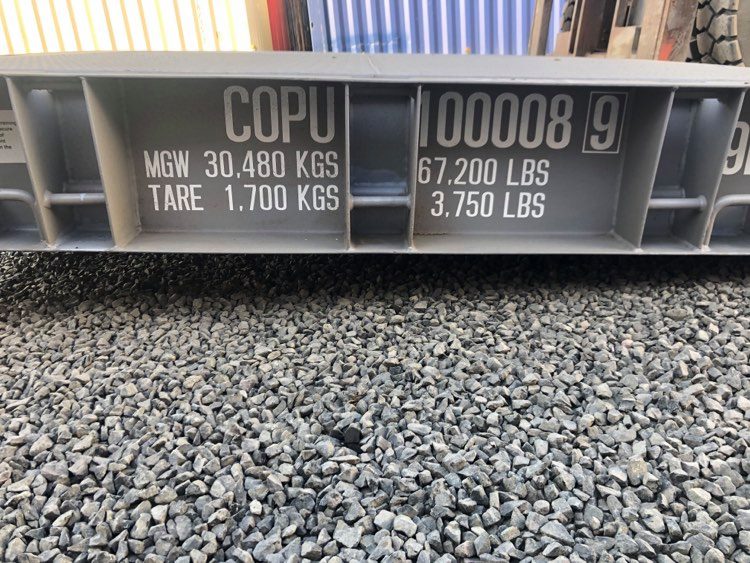 COPU 100008 9
MGW 30,480 KGS 67,200 LBS
TARE 1,700 KGS 3,750 LBS